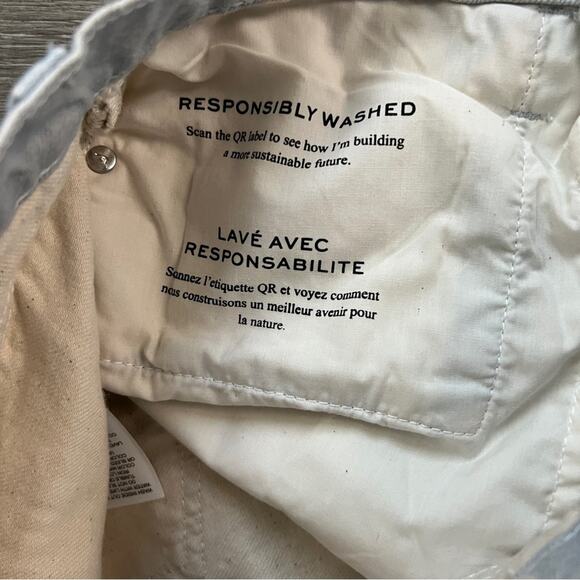 RESPONSIBLY WASHED
Scan the QR label to see how I'm building
a more sustainable future.
LAVÉ AVEC
RESPONSABILITE
Sannez l'etiquette QR et voyez comment
nous construisons un meilleur avenir pour
la nature.